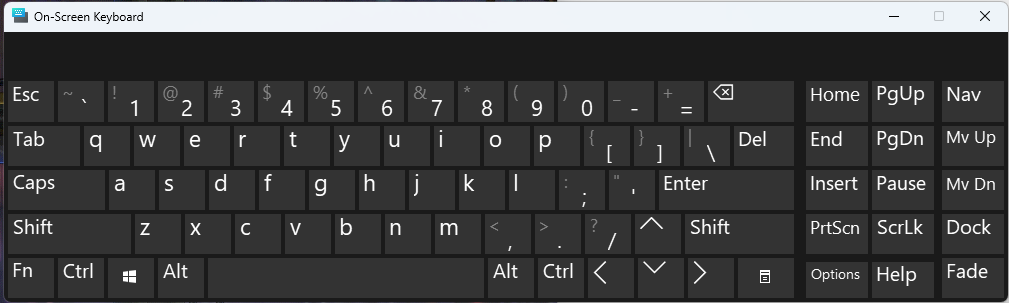 On-Screen Keyboard
Esc ~ ` ! 1 @ 2 # 3 $ 4 % 5 ^ 6 & 7 * 8 ( 9 ) 0 _ - + = Home PgUp Nav
Tab q w e r t y u i o p { [ } ] | \ Del End PgDn Mv Up
Caps a s d f g h j k l : ; " ' Enter Insert Pause Mv Dn
Shift z x c v b n m < , > . ? / Shift PrtScn ScrLk Dock
Fn Ctrl Alt Alt Ctrl Options Help Fade